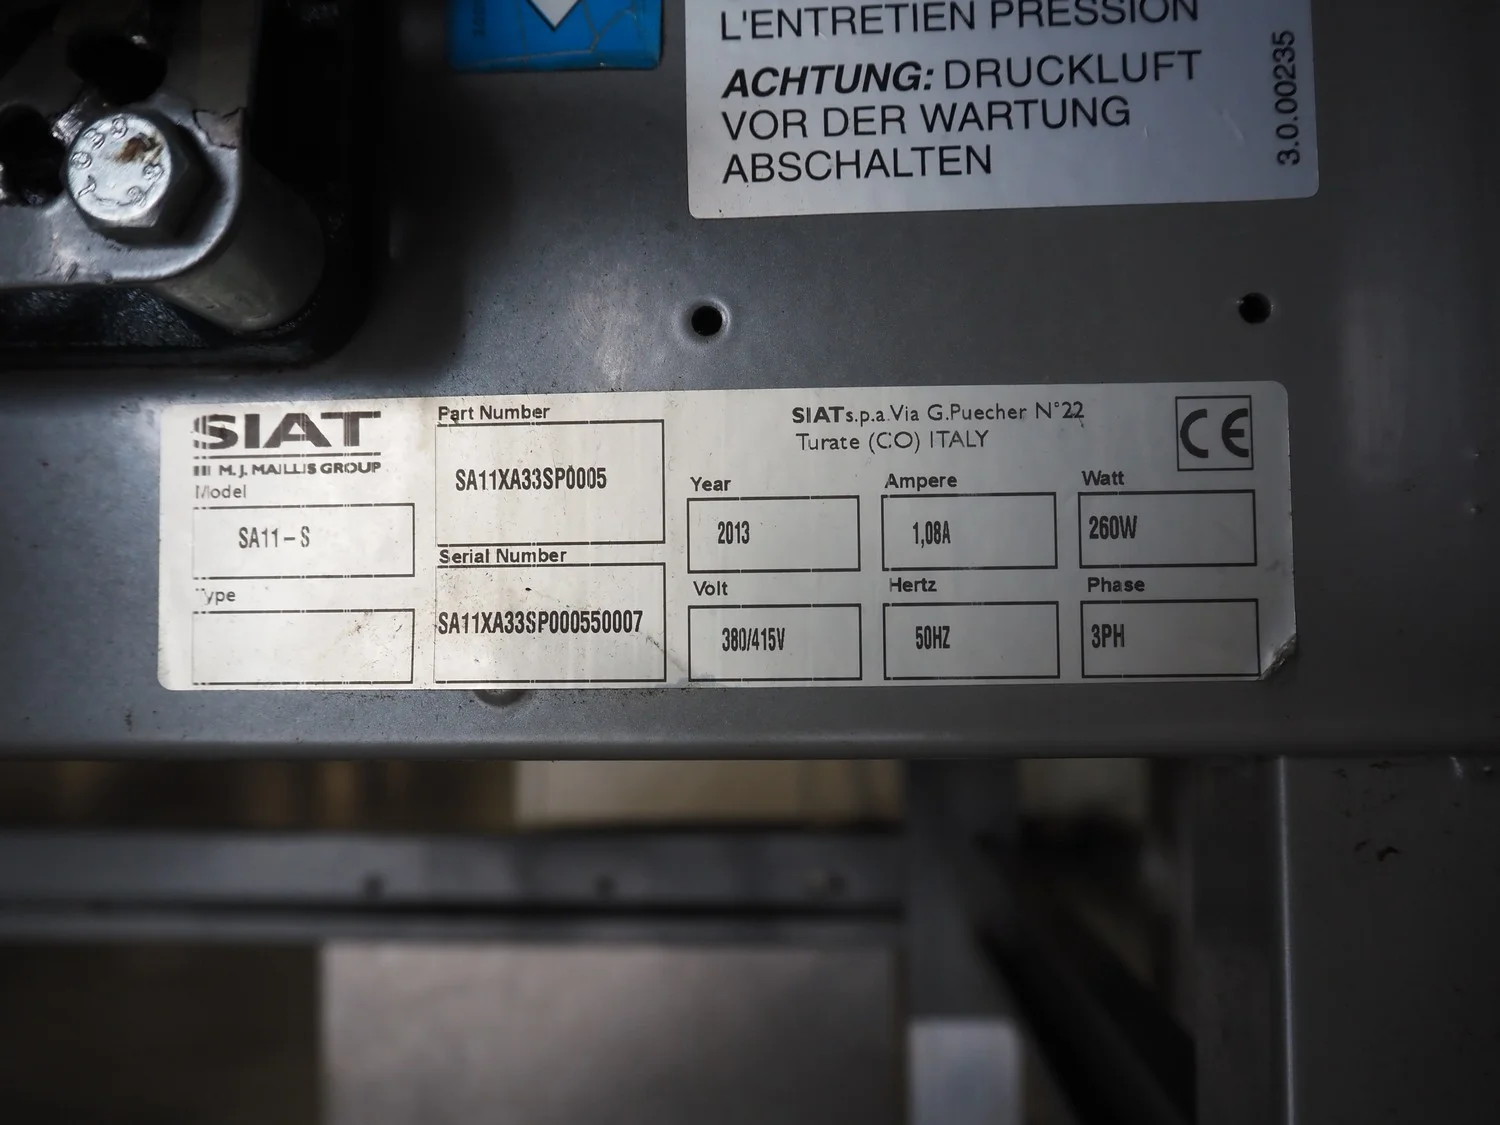 L'ENTRETIEN PRESSION
ACHTUNG: DRUCKLUFT
VOR DER WARTUNG
ABSCHALTEN
3.0.00235
SIAT
M.J. MAILLIS GROUP
Model
SA11-S
Type
Part Number
SA11XA33SP0005
Serial Number
SA11XA33SP000550007
SIAT s.p.a. Via G.Puecher N°22
Turate (CO) ITALY
CE
Year
2013
Ampere
1,08A
Watt
260W
Volt
380/415V
Hertz
50HZ
Phase
3PH